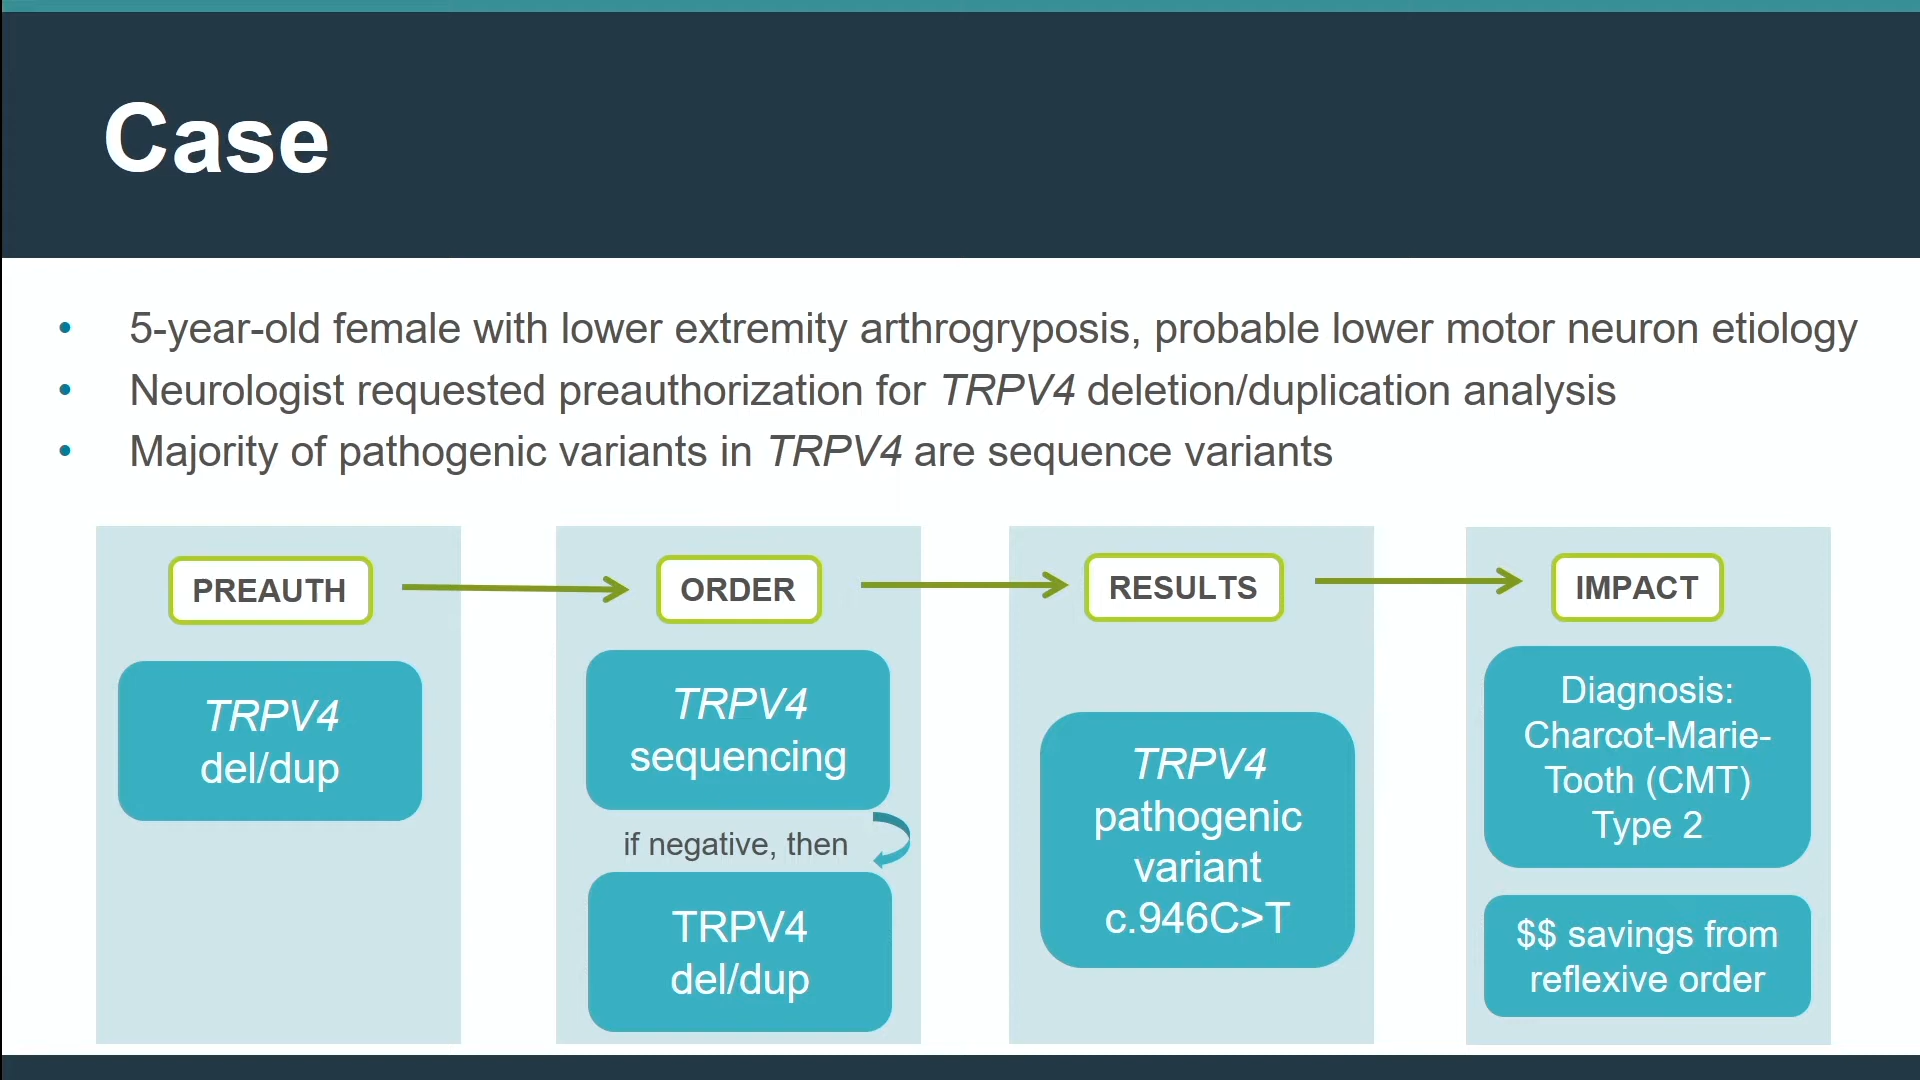 Case
• 5-year-old female with lower extremity arthrogryposis, probable lower motor neuron etiology
• Neurologist requested preauthorization for TRPV4 deletion/duplication analysis
• Majority of pathogenic variants in TRPV4 are sequence variants
PREAUTH
TRPV4
del/dup
ORDER
TRPV4
sequencing
if negative, then
TRPV4
del/dup
RESULTS
TRPV4
pathogenic
variant
c.946C>T
IMPACT
Diagnosis:
Charcot-Marie-
Tooth (CMT)
Type 2
$$ savings from
reflexive order